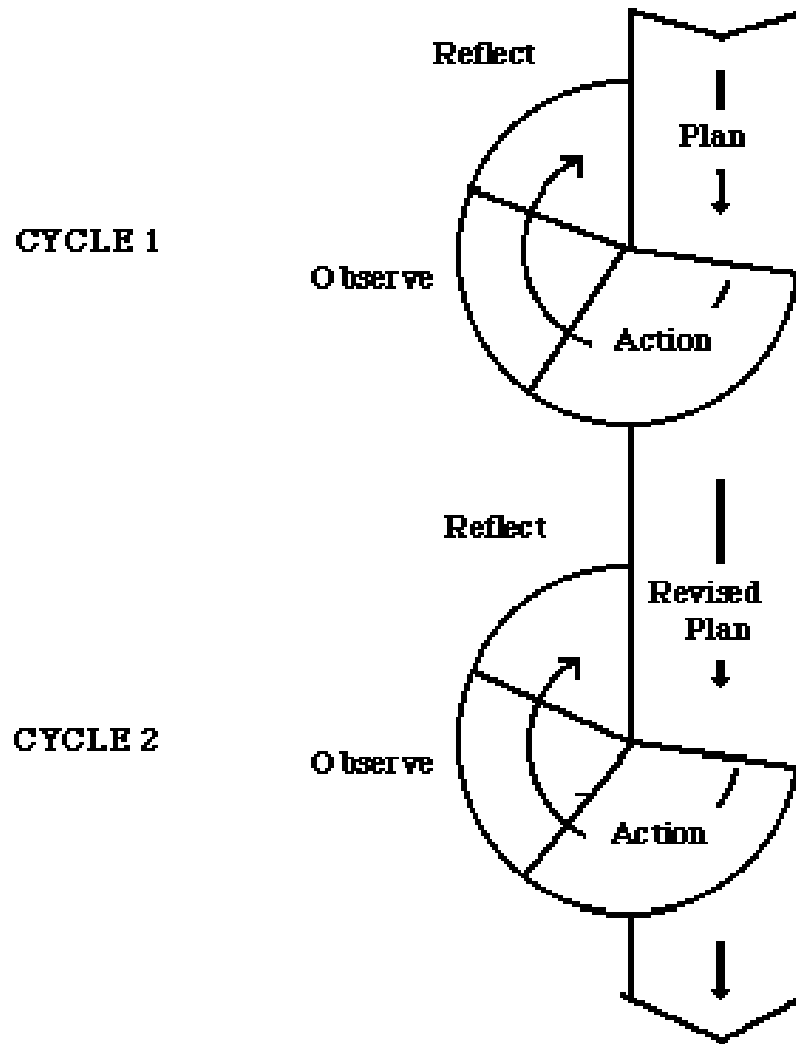 Reflect
Plan
CYCLE 1
Observe
Action
Reflect
Revised
Plan
CYCLE 2
Observe
Action